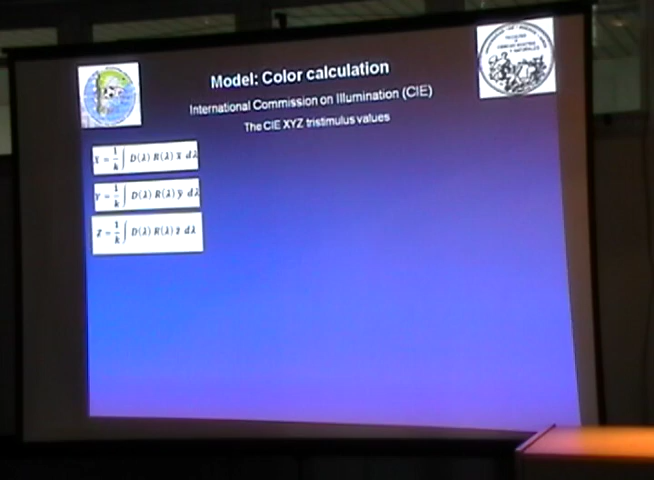 Model: Color calculation
International Commission on Illumination (CIE)
The CIE XYZ tristimulus values
X = 1/k ∫ D(λ) R(λ) x̄ dλ
Y = 1/k ∫ D(λ) R(λ) ȳ dλ
Z = 1/k ∫ D(λ) R(λ) z̄ dλ